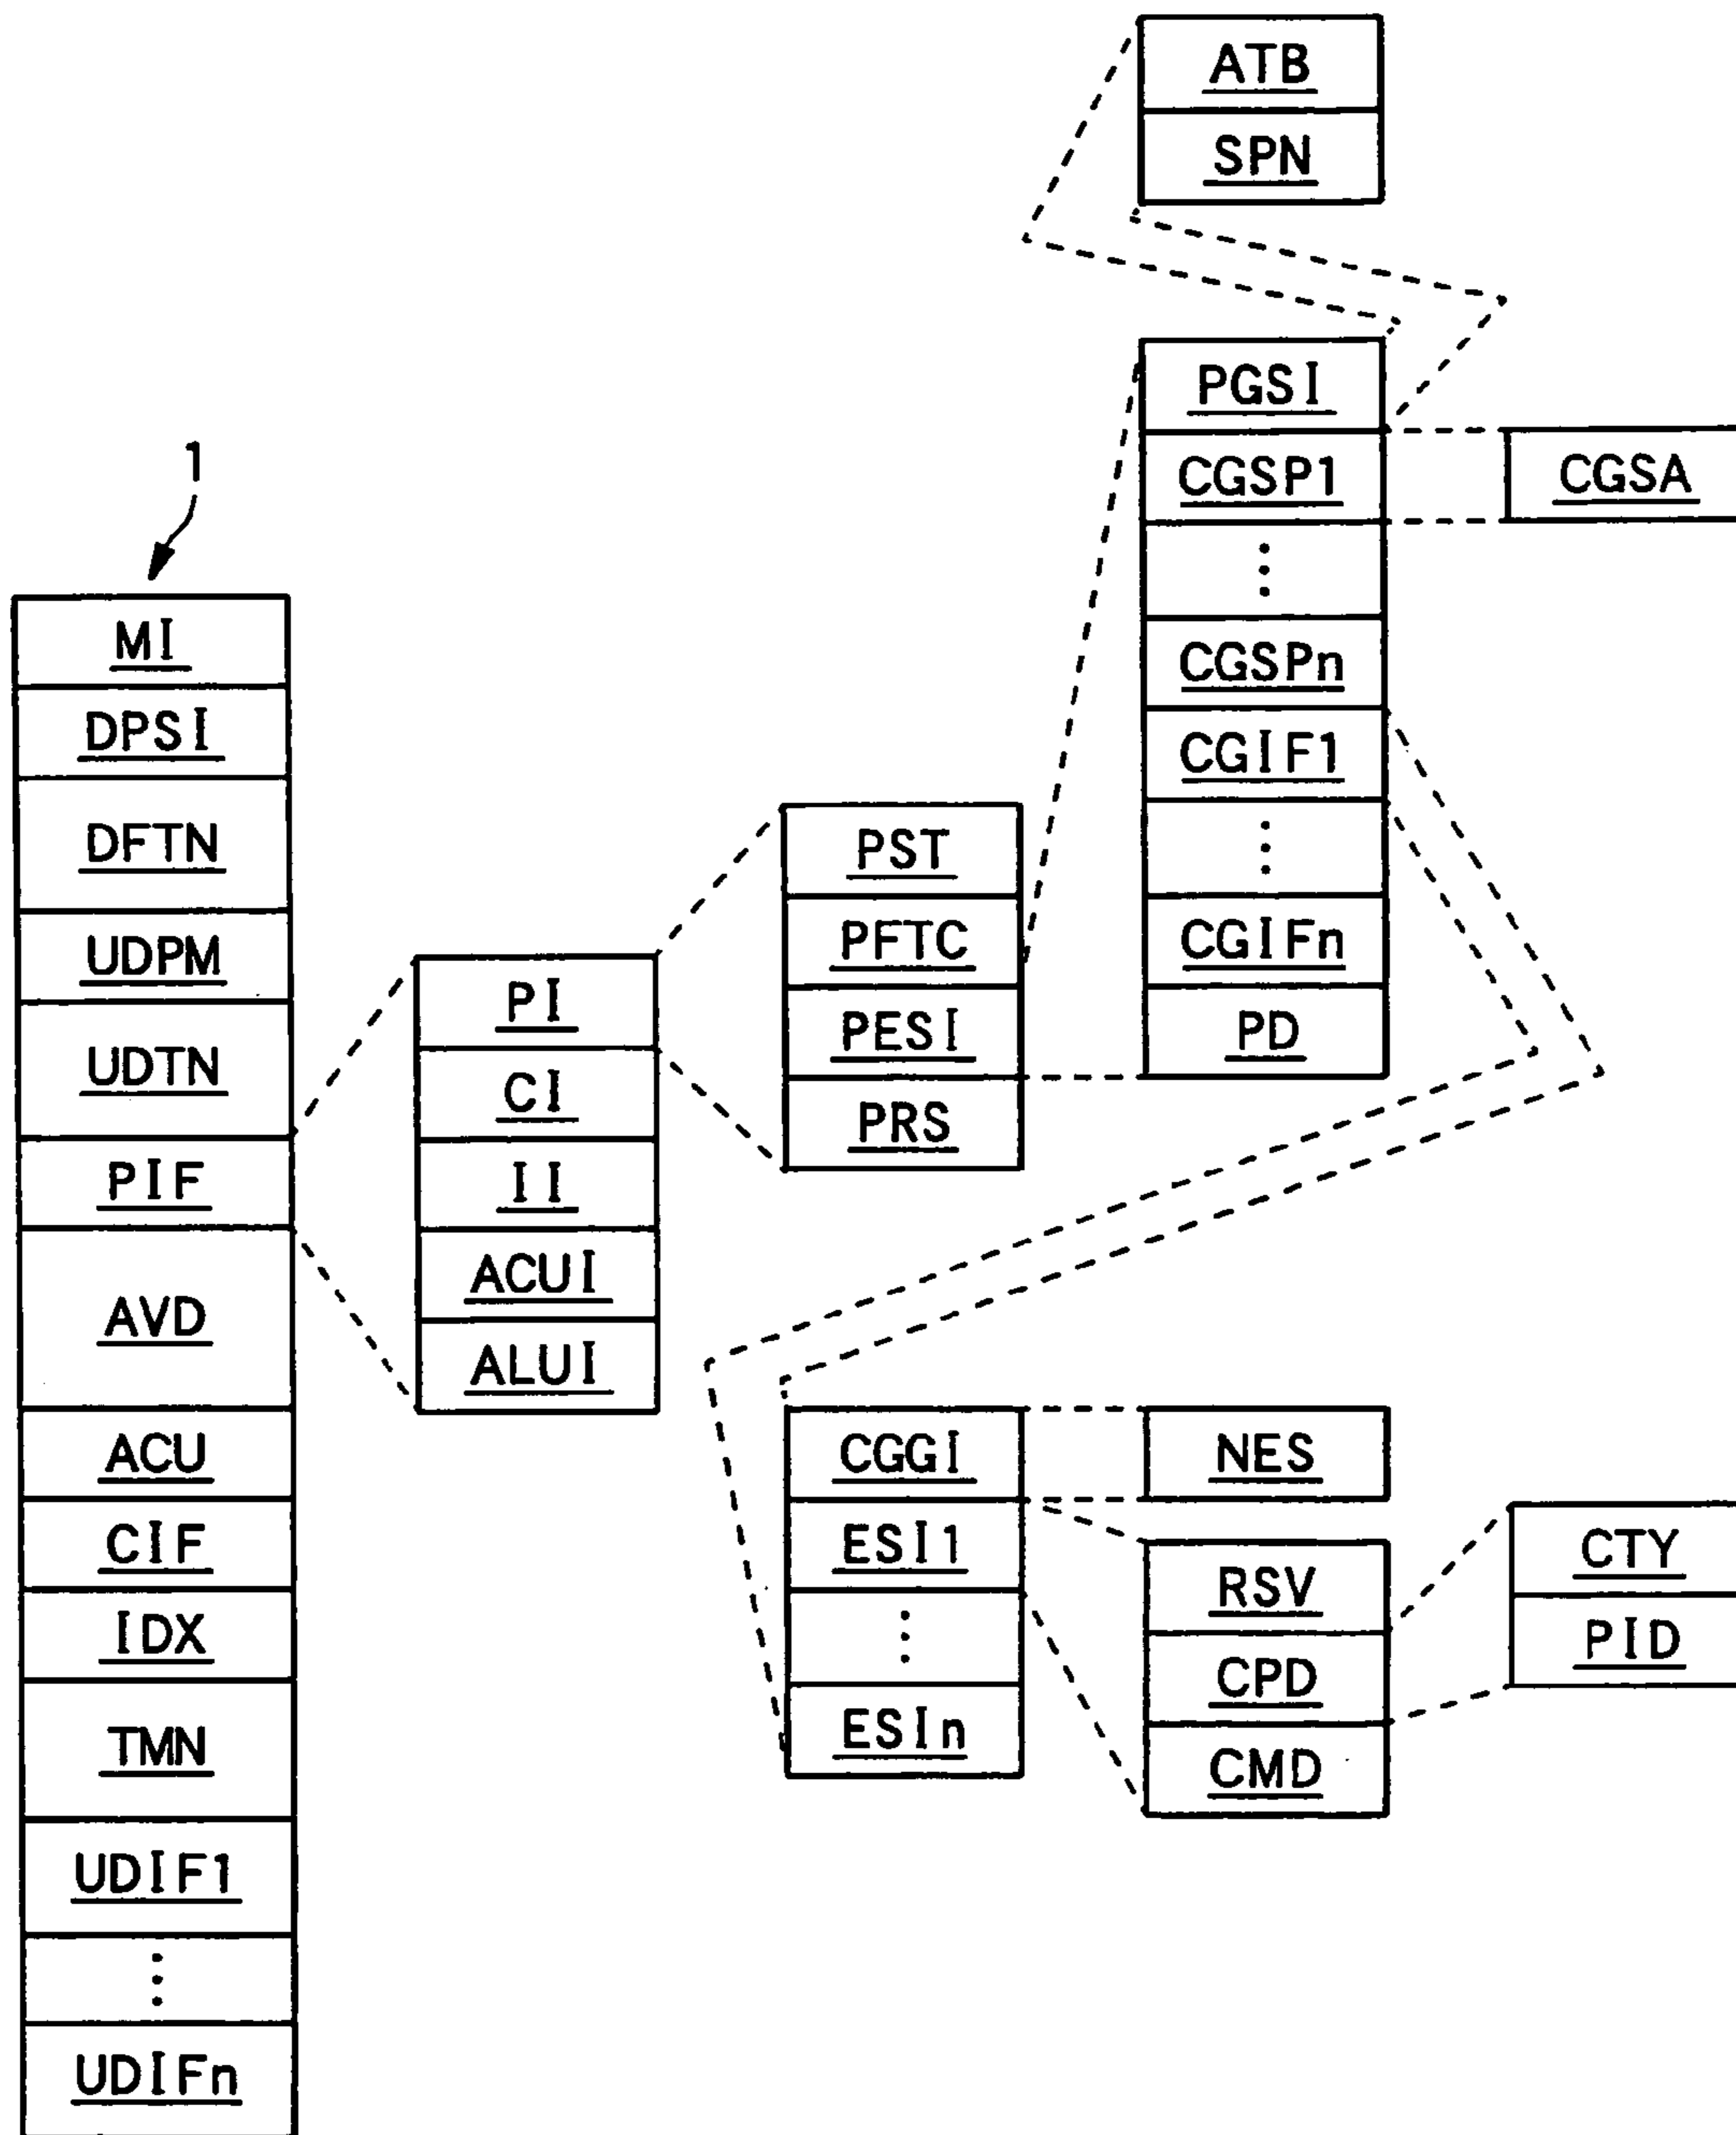 1
MI
DPSI
DFTN
UDPM
UDTN
PIF
AVD
ACU
CIF
IDX
TMN
UDIF1
⋮
UDIFn
PI
CI
II
ACUI
ALUI
PST
PFTC
PESI
PRS
ATB
SPN
PGSI
CGSP1
⋮
CGSPn
CGIF1
⋮
CGIFn
PD
CGSA
CGGI
ESI1
⋮
ESIn
NES
RSV
CPD
CMD
CTY
PID